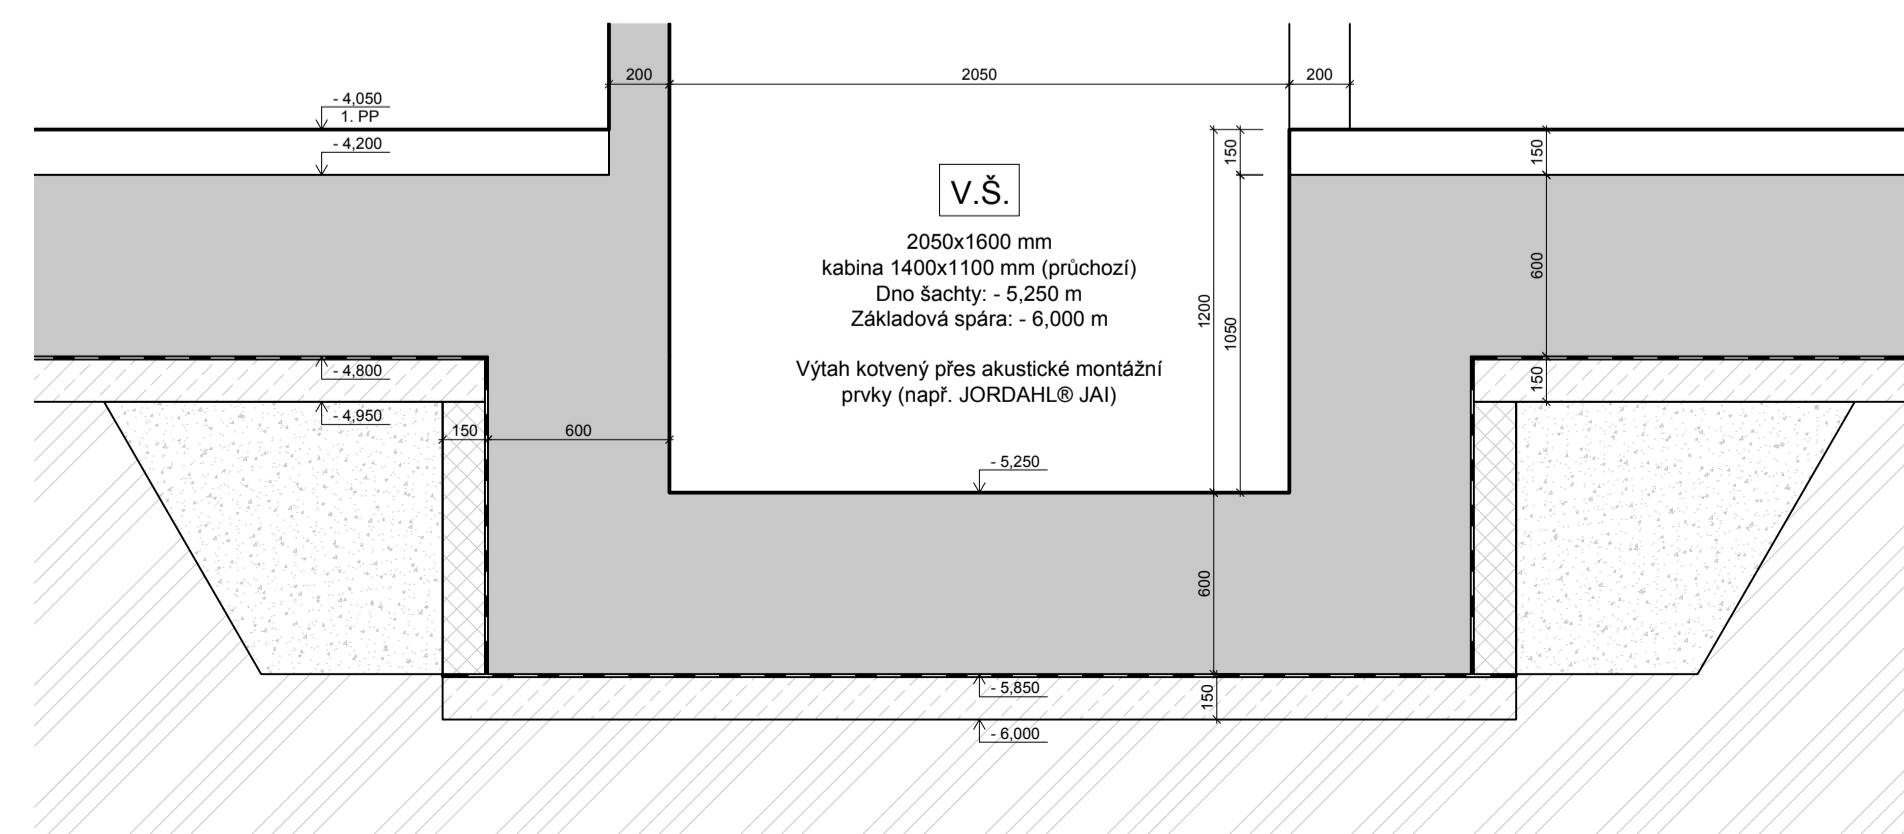 200
2050
200
- 4,050
1. PP
- 4,200
150
150
V.Š.
2050x1600 mm
kabina 1400x1100 mm (průchozí)
Dno šachty: - 5,250 m
Základová spára: - 6,000 m
1200
1050
600
Výtah kotvený přes akustické montážní
prvky (např. JORDAHL® JAI)
- 4,800
150
- 4,950
150
600
- 5,250
600
- 5,850
150
- 6,000